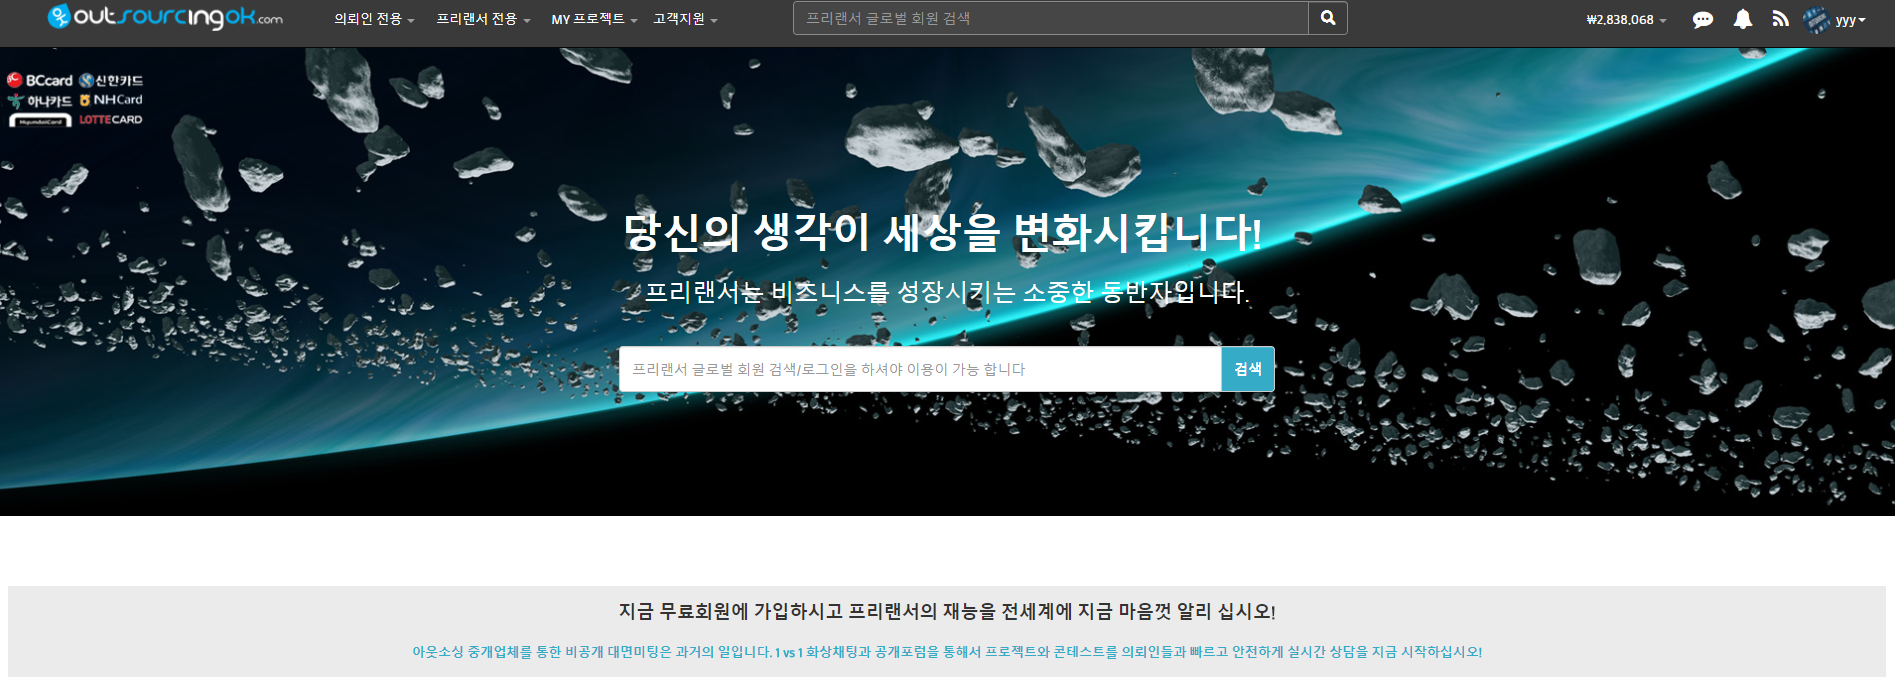 outsourcingok.com
의뢰인 전용
프리랜서 전용
MY 프로젝트
고객지원
프리랜서 글로벌 회원 검색
₩2,838,068
yyy
BCcard 신한카드
하나카드 NHCard
HyundaiCard LOTTECARD
당신의 생각이 세상을 변화시킵니다!
프리랜서는 비즈니스를 성장시키는 소중한 동반자입니다.
프리랜서 글로벌 회원 검색/로그인을 하셔야 이용이 가능 합니다
검색
지금 무료회원에 가입하시고 프리랜서의 재능을 전세계에 지금 마음껏 알리 십시오!
아웃소싱 중개업체를 통한 비공개 대면미팅은 과거의 일입니다. 1 vs 1 화상채팅과 공개포럼을 통해서 프로젝트와 콘테스트를 의뢰인들과 빠르고 안전하게 실시간 상담을 지금 시작하십시오!